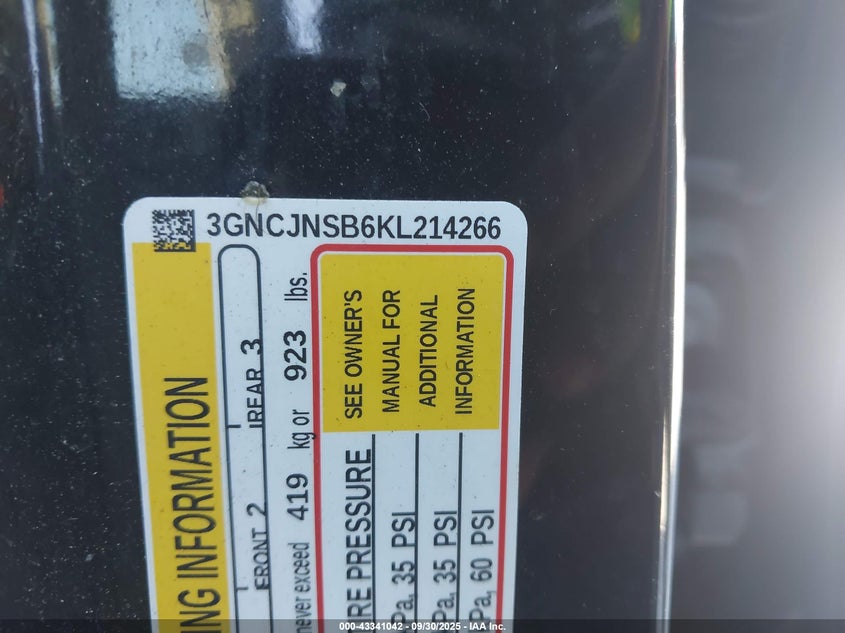 3GNCJNSB6KL214266
ING INFORMATION
FRONT 2 REAR 3
never exceed 419 kg or 923 lbs.
RE PRESSURE
Pa, 35 PSI
Pa, 35 PSI
Pa, 60 PSI
SEE OWNER'S
MANUAL FOR
ADDITIONAL
INFORMATION
000-43341042 - 09/30/2025 - IAA Inc.